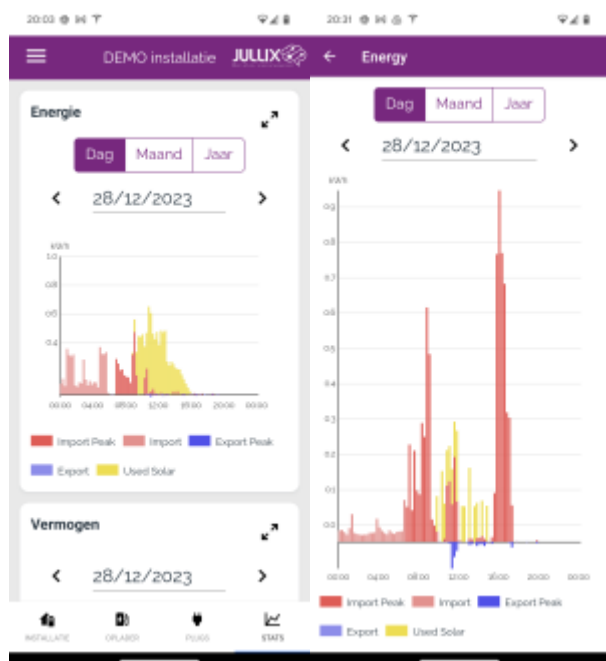 20:03
DEMO installatie JULLIX
Energie
Dag Maand Jaar
28/12/2023
kWh
1.0
0.8
0.6
0.4
00:00 04:00 08:00 12:00 16:00 20:00 00:00
Import Peak Import Export Peak
Export Used Solar
Vermogen
28/12/2023
INSTALLATIE OPLADER PLUGS STATS
20:31
Energy
Dag Maand Jaar
28/12/2023
kWh
0.9
0.8
0.7
0.6
0.5
0.4
0.3
0.2
0.1
0.0
00:00 04:00 08:00 12:00 16:00 20:00 00:00
Import Peak Import Export Peak
Export Used Solar